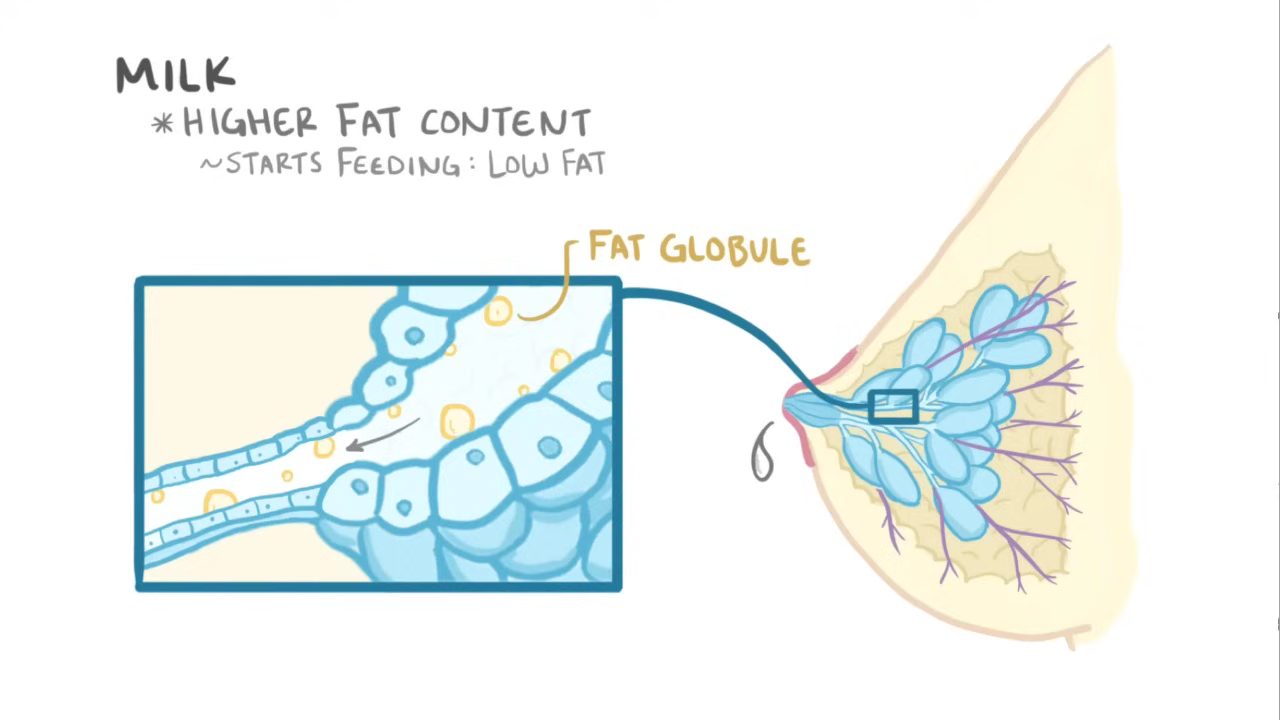 MILK
* HIGHER FAT CONTENT
~STARTS FEEDING: LOW FAT
FAT GLOBULE